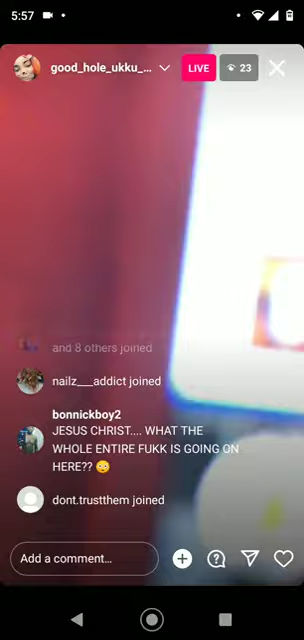 5:57
good_hole_ukku_...
LIVE
23
and 8 others joined
nailz___addict joined
bonnickboy2
JESUS CHRIST.... WHAT THE
WHOLE ENTIRE FUKK IS GOING ON
HERE?? 😳
dont.trustthem joined
Add a comment...